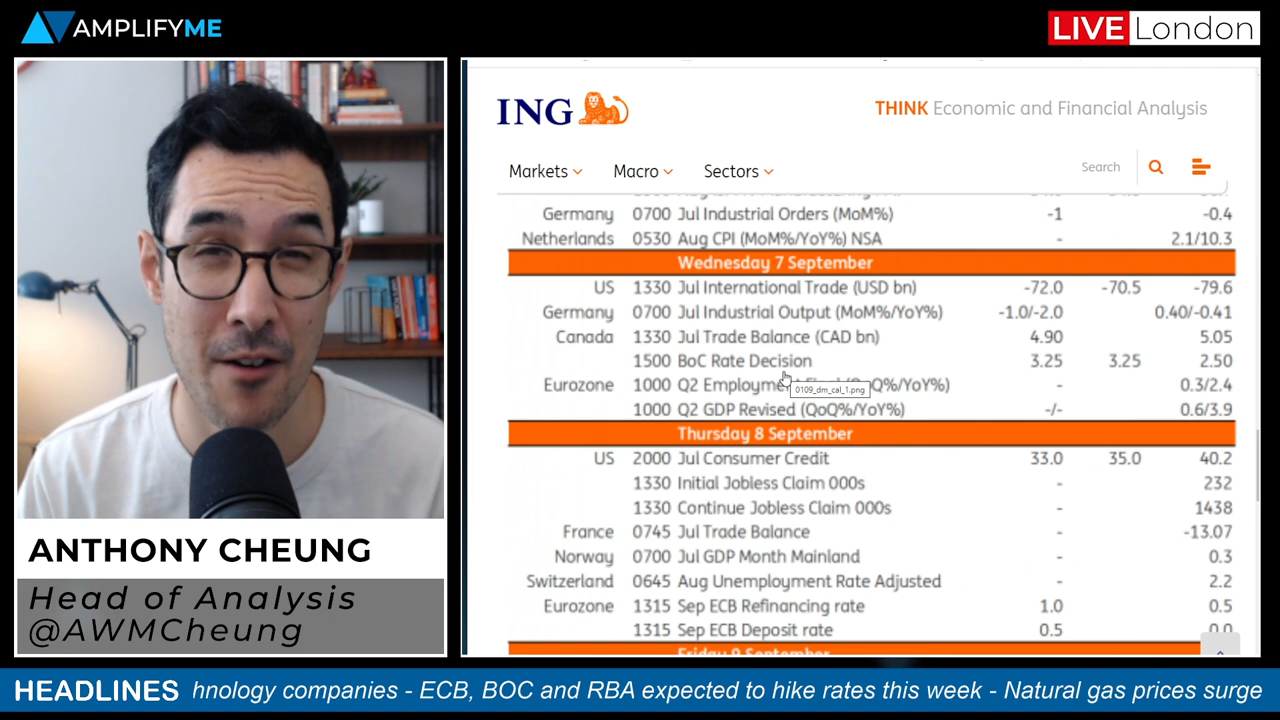 AMPLIFYME
LIVE London
ING
THINK Economic and Financial Analysis
Markets Macro Sectors
Search
Germany 0700 Jul Industrial Orders (MoM%) -1 -0.4
Netherlands 0530 Aug CPI (MoM%/YoY%) NSA - 2.1/10.3
Wednesday 7 September
US 1330 Jul International Trade (USD bn) -72.0 -70.5 -79.6
Germany 0700 Jul Industrial Output (MoM%/YoY%) -1.0/-2.0 0.40/-0.41
Canada 1330 Jul Trade Balance (CAD bn) 4.90 5.05
1500 BoC Rate Decision 3.25 3.25 2.50
Eurozone 1000 Q2 - 0.3/2.4
0109_dm_cal_1.png
1000 Q2 GDP Revised (QoQ%/YoY%) -/- 0.6/3.9
Thursday 8 September
US 2000 Jul Consumer Credit 33.0 35.0 40.2
1330 Initial Jobless Claim 000s - 232
1330 Continue Jobless Claim 000s - 1438
France 0745 Jul Trade Balance - -13.07
Norway 0700 Jul GDP Month Mainland - 0.3
Switzerland 0645 Aug Unemployment Rate Adjusted - 2.2
Eurozone 1315 Sep ECB Refinancing rate 1.0 0.5
1315 Sep ECB Deposit rate 0.5 0.0
Friday 9 September
ANTHONY CHEUNG
Head of Analysis
@AWMCheung
HEADLINES hnology companies - ECB, BOC and RBA expected to hike rates this week - Natural gas prices surge